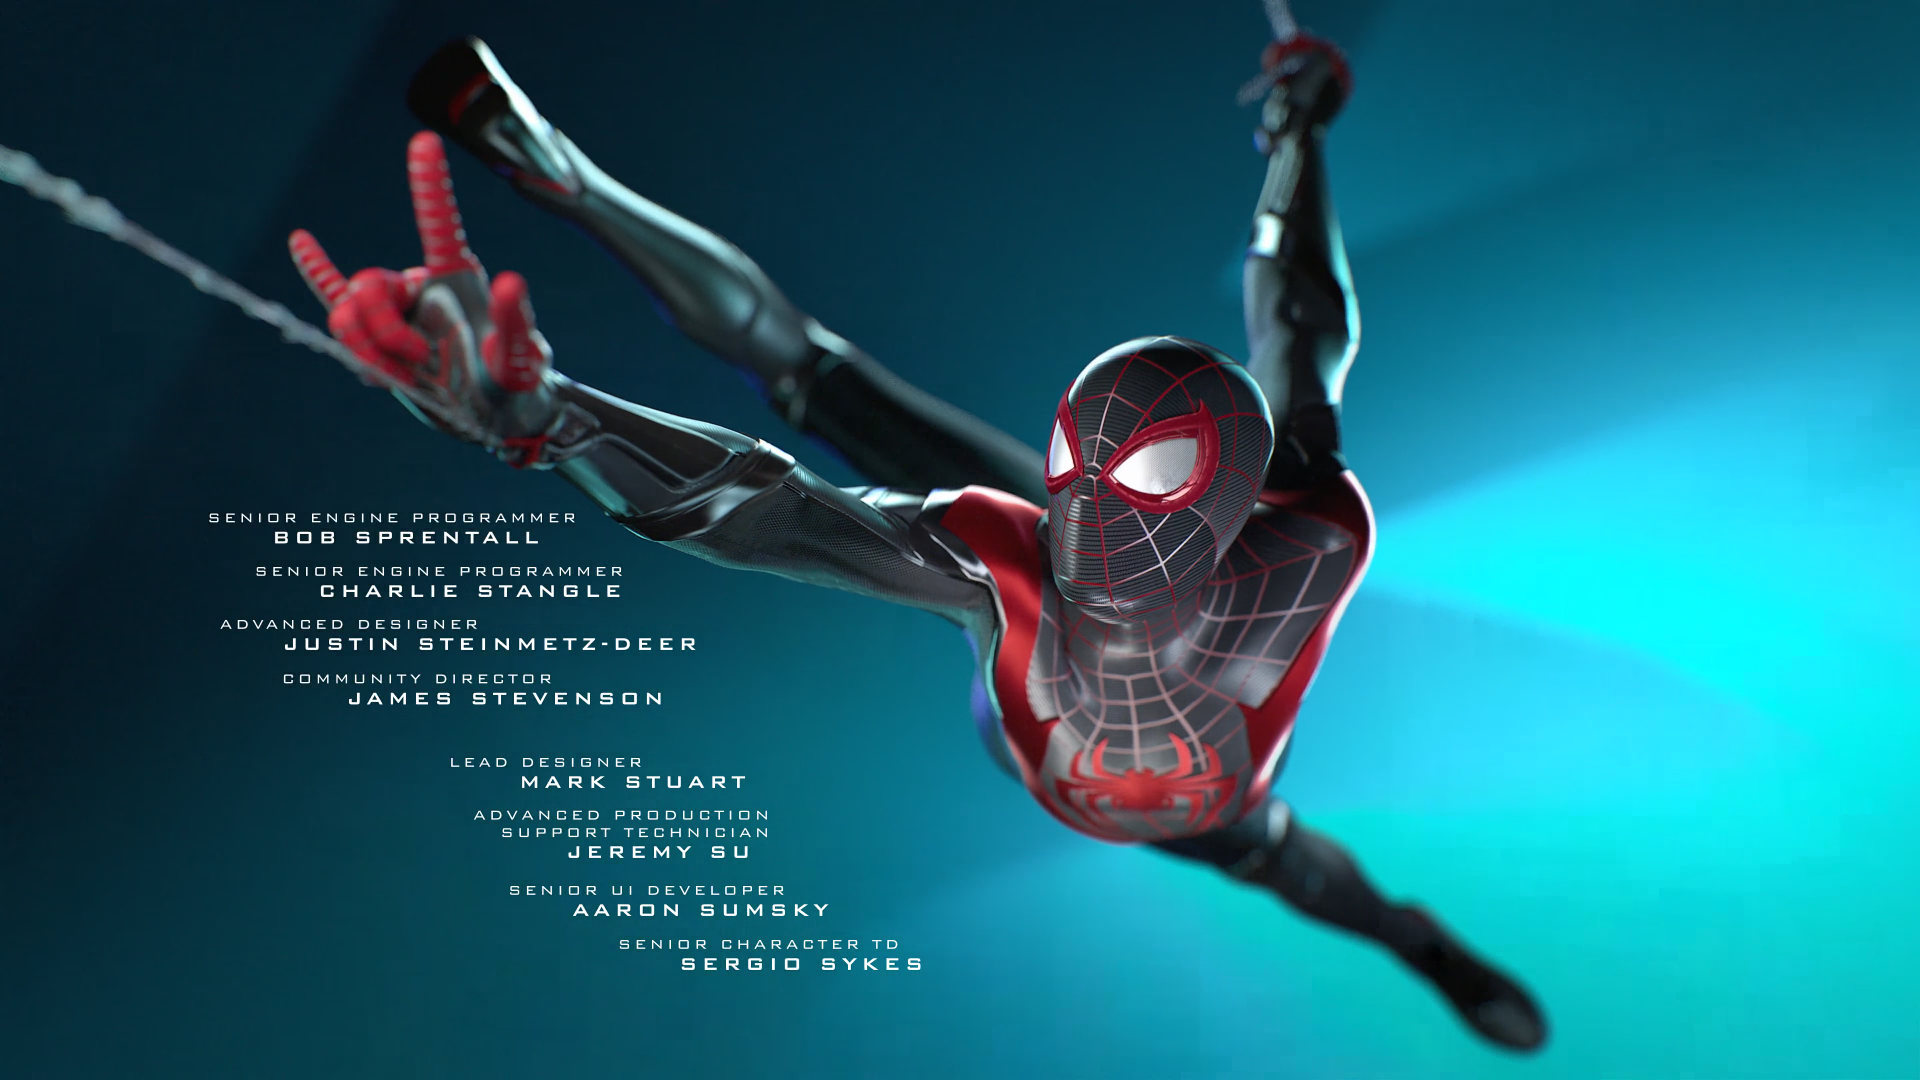 SENIOR ENGINE PROGRAMMER
BOB SPRENTALL
SENIOR ENGINE PROGRAMMER
CHARLIE STANGLE
ADVANCED DESIGNER
JUSTIN STEINMETZ-DEER
COMMUNITY DIRECTOR
JAMES STEVENSON
LEAD DESIGNER
MARK STUART
ADVANCED PRODUCTION
SUPPORT TECHNICIAN
JEREMY SU
SENIOR UI DEVELOPER
AARON SUMSKY
SENIOR CHARACTER TD
SERGIO SYKES